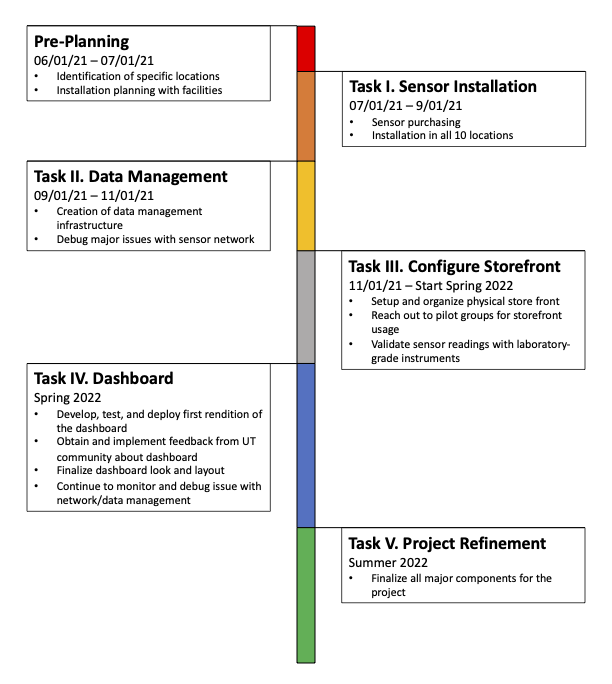 Pre-Planning
06/01/21 – 07/01/21
• Identification of specific locations
• Installation planning with facilities
Task I. Sensor Installation
07/01/21 – 9/01/21
• Sensor purchasing
• Installation in all 10 locations
Task II. Data Management
09/01/21 – 11/01/21
• Creation of data management
infrastructure
• Debug major issues with sensor network
Task III. Configure Storefront
11/01/21 – Start Spring 2022
• Setup and organize physical store front
• Reach out to pilot groups for storefront
usage
• Validate sensor readings with laboratory-
grade instruments
Task IV. Dashboard
Spring 2022
• Develop, test, and deploy first rendition of
the dashboard
• Obtain and implement feedback from UT
community about dashboard
• Finalize dashboard look and layout
• Continue to monitor and debug issue with
network/data management
Task V. Project Refinement
Summer 2022
• Finalize all major components for the
project